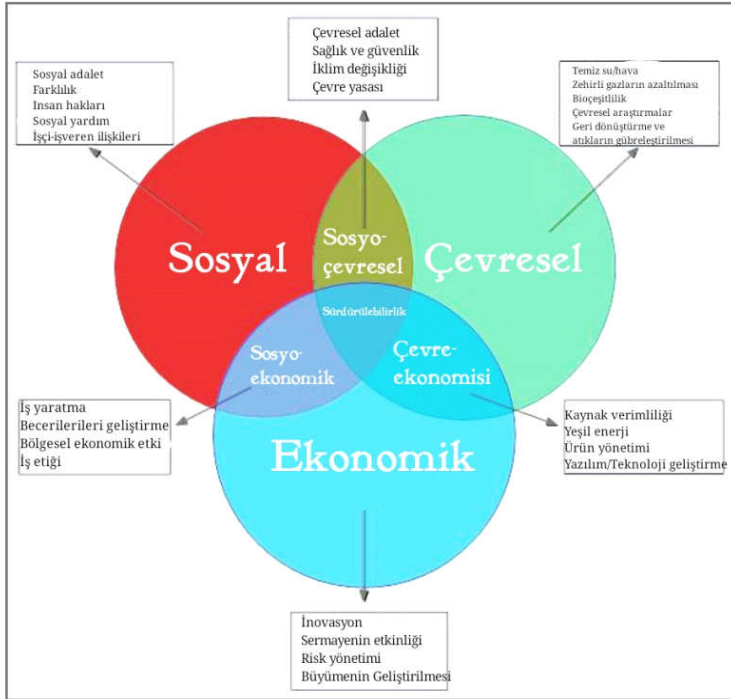 Çevresel adalet
Sağlık ve güvenlik
İklim değişikliği
Çevre yasası
Sosyal adalet
Farklılık
Insan hakları
Sosyal yardım
İşçi-işveren ilişkileri
Temiz su/hava
Zehirli gazların azaltılması
Bioçeşitlilik
Çevresel araştırmalar
Geri dönüştürme ve
atıkların gübreleştirilmesi
Sosyal
Sosyo-
çevresel
Çevresel
Sürdürülebilirlik
Sosyo-
ekonomik
Çevre-
ekonomisi
Ekonomik
İş yaratma
Becerilerileri geliştirme
Bölgesel ekonomik etki
İş etiği
Kaynak verimliliği
Yeşil enerji
Ürün yönetimi
Yazılım/Teknoloji geliştirme
İnovasyon
Sermayenin etkinliği
Risk yönetimi
Büyümenin Geliştirilmesi